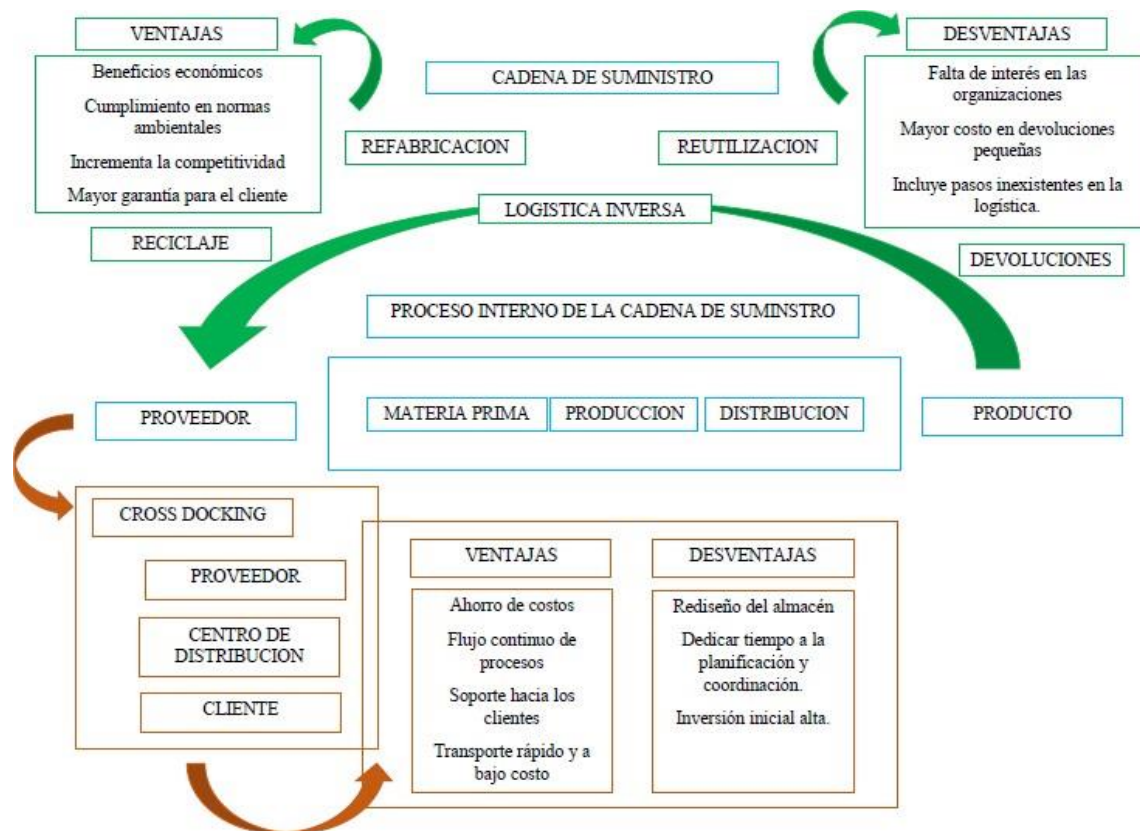 VENTAJAS
Beneficios económicos
Cumplimiento en normas
ambientales
Incrementa la competitividad
Mayor garantía para el cliente
RECICLAJE
CADENA DE SUMINISTRO
REFABRICACION
REUTILIZACION
LOGISTICA INVERSA
DESVENTAJAS
Falta de interés en las
organizaciones
Mayor costo en devoluciones
pequeñas
Incluye pasos inexistentes en la
logística.
DEVOLUCIONES
PROCESO INTERNO DE LA CADENA DE SUMINSTRO
PROVEEDOR
MATERIA PRIMA
PRODUCCION
DISTRIBUCION
PRODUCTO
CROSS DOCKING
PROVEEDOR
CENTRO DE
DISTRIBUCION
CLIENTE
VENTAJAS
Ahorro de costos
Flujo continuo de
procesos
Soporte hacia los
clientes
Transporte rápido y a
bajo costo
DESVENTAJAS
Rediseño del almacén
Dedicar tiempo a la
planificación y
coordinación.
Inversión inicial alta.